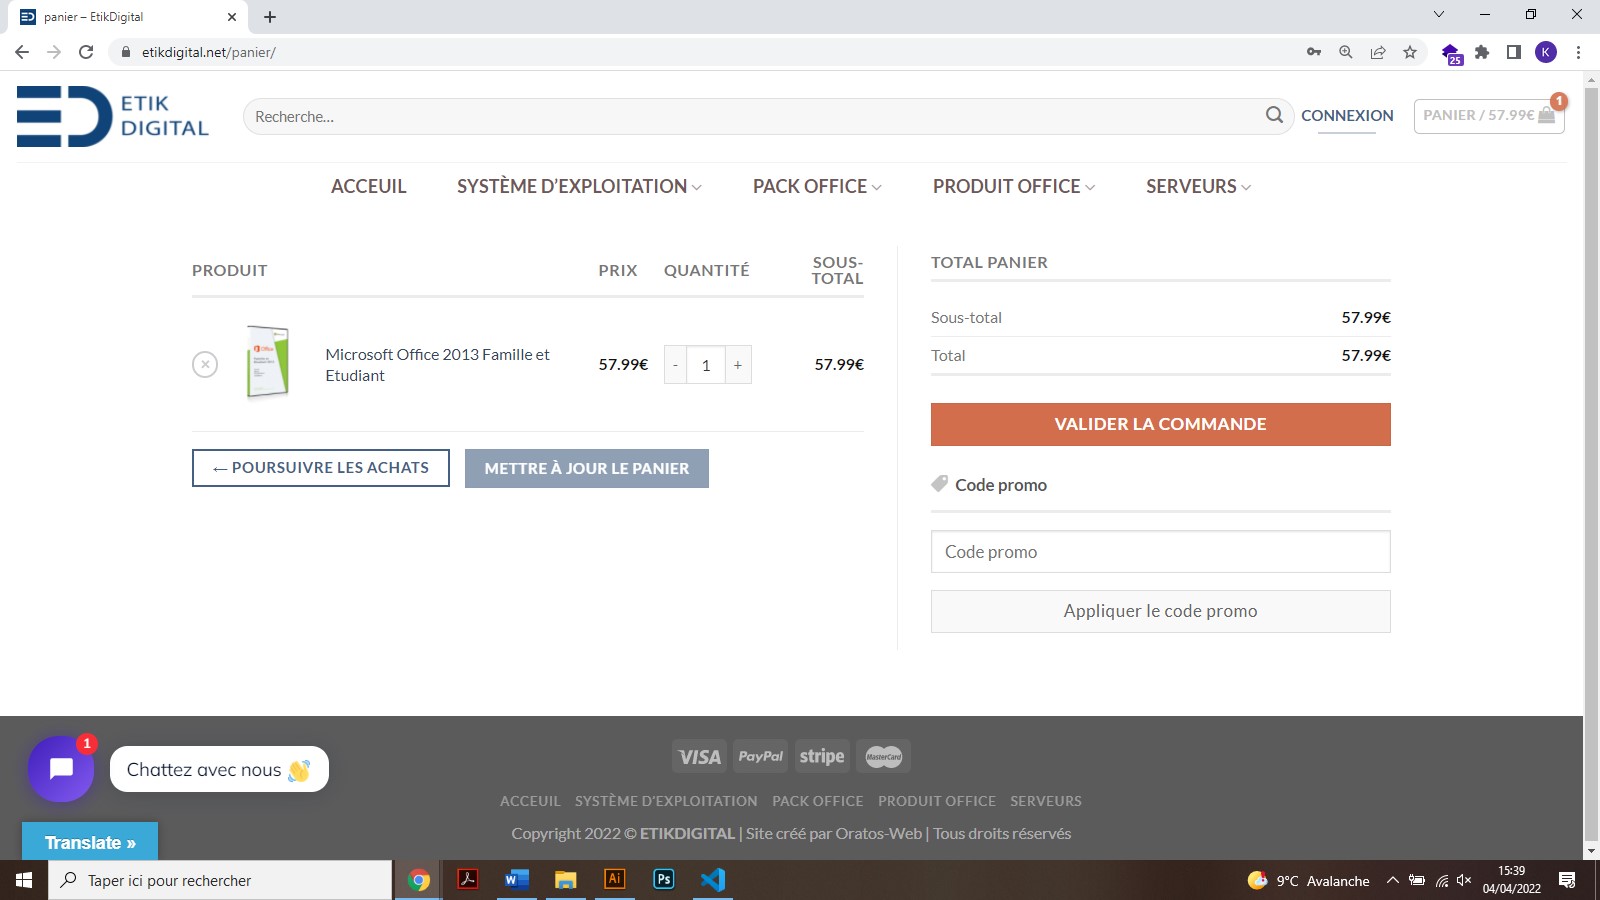 panier – EtikDigital
etikdigital.net/panier/
25
K
ETIK
DIGITAL
Recherche...
CONNEXION
PANIER / 57.99€
1
ACCEUIL
SYSTÈME D'EXPLOITATION
PACK OFFICE
PRODUIT OFFICE
SERVEURS
PRODUIT
PRIX
QUANTITÉ
SOUS-
TOTAL
Microsoft Office 2013 Famille et
Etudiant
57.99€
- 1 +
57.99€
← POURSUIVRE LES ACHATS
METTRE À JOUR LE PANIER
TOTAL PANIER
Sous-total 57.99€
Total 57.99€
VALIDER LA COMMANDE
Code promo
Code promo
Appliquer le code promo
1
Chattez avec nous
Translate »
VISA PayPal stripe MasterCard
ACCEUIL SYSTÈME D'EXPLOITATION PACK OFFICE PRODUIT OFFICE SERVEURS
Copyright 2022 © ETIKDIGITAL | Site créé par Oratos-Web | Tous droits réservés
Taper ici pour rechercher
W
Ai
Ps
9°C Avalanche
15:39
04/04/2022